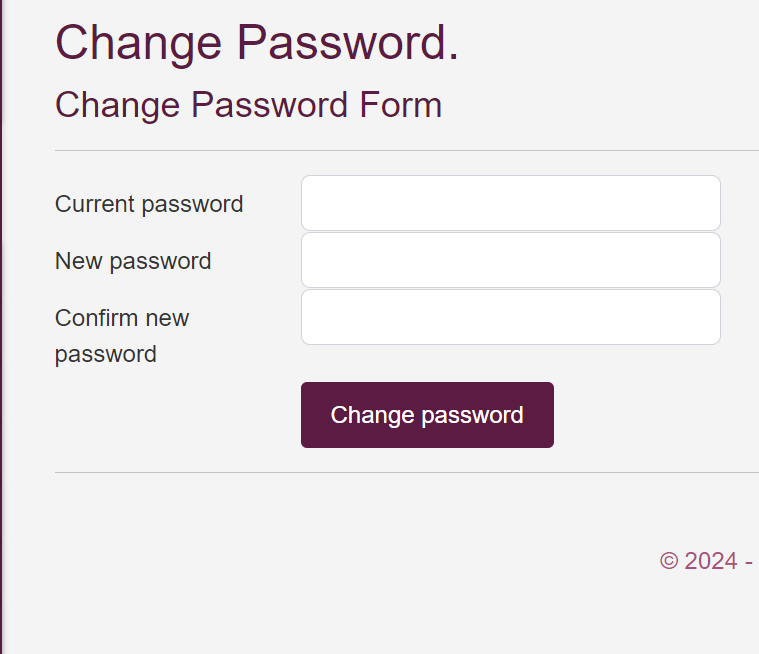 Change Password.
Change Password Form
Current password
New password
Confirm new
password
Change password
© 2024 -